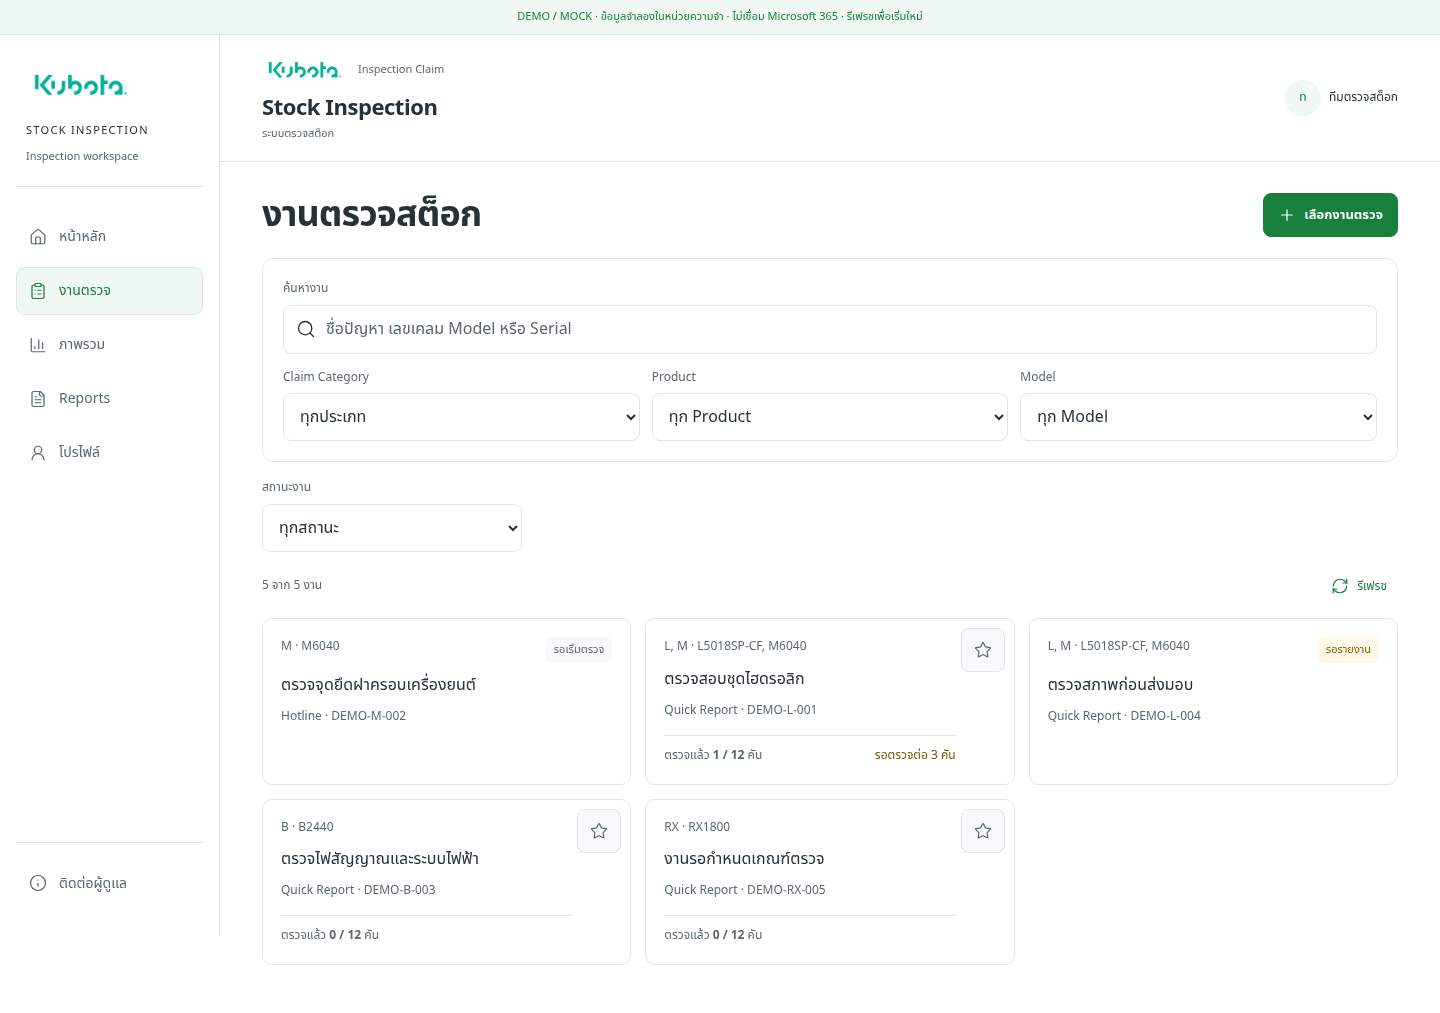 DEMO / MOCK · ข้อมูลจำลองในหน่วยความจำ · ไม่เชื่อม Microsoft 365 · รีเฟรชเพื่อเริ่มใหม่
Kubota
STOCK INSPECTION
Inspection workspace
หน้าหลัก
งานตรวจ
ภาพรวม
Reports
โปรไฟล์
ติดต่อผู้ดูแล
Kubota Inspection Claim
Stock Inspection
ระบบตรวจสต็อก
ท ทีมตรวจสต็อก
งานตรวจสต็อก
เลือกงานตรวจ
ค้นหางาน
ชื่อปัญหา เลขเคลม Model หรือ Serial
Claim Category Product Model
ทุกประเภท ทุก Product ทุก Model
สถานะงาน
ทุกสถานะ
5 จาก 5 งาน รีเฟรช
M · M6040 รอเริ่มตรวจ
ตรวจจุดยึดฝาครอบเครื่องยนต์
Hotline · DEMO-M-002
L, M · L5018SP-CF, M6040
ตรวจสอบชุดไฮดรอลิก
Quick Report · DEMO-L-001
ตรวจแล้ว 1 / 12 คัน รอตรวจต่อ 3 คัน
L, M · L5018SP-CF, M6040 รอรายงาน
ตรวจสภาพก่อนส่งมอบ
Quick Report · DEMO-L-004
B · B2440
ตรวจไฟสัญญาณและระบบไฟฟ้า
Quick Report · DEMO-B-003
ตรวจแล้ว 0 / 12 คัน
RX · RX1800
งานรอกำหนดเกณฑ์ตรวจ
Quick Report · DEMO-RX-005
ตรวจแล้ว 0 / 12 คัน